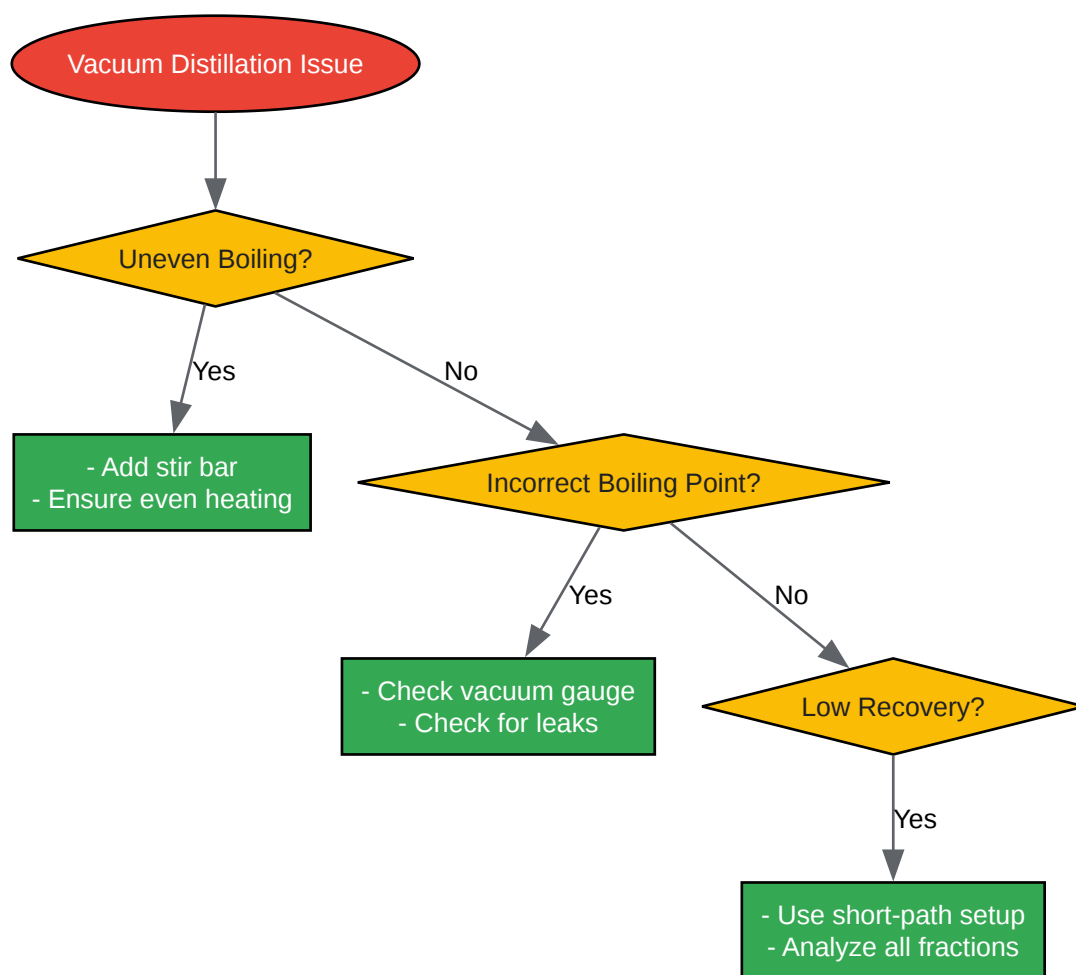 Vacuum Distillation Issue
Uneven Boiling?
Yes
No
- Add stir bar
- Ensure even heating
Incorrect Boiling Point?
Yes
No
- Check vacuum gauge
- Check for leaks
Low Recovery?
Yes
- Use short-path setup
- Analyze all fractions